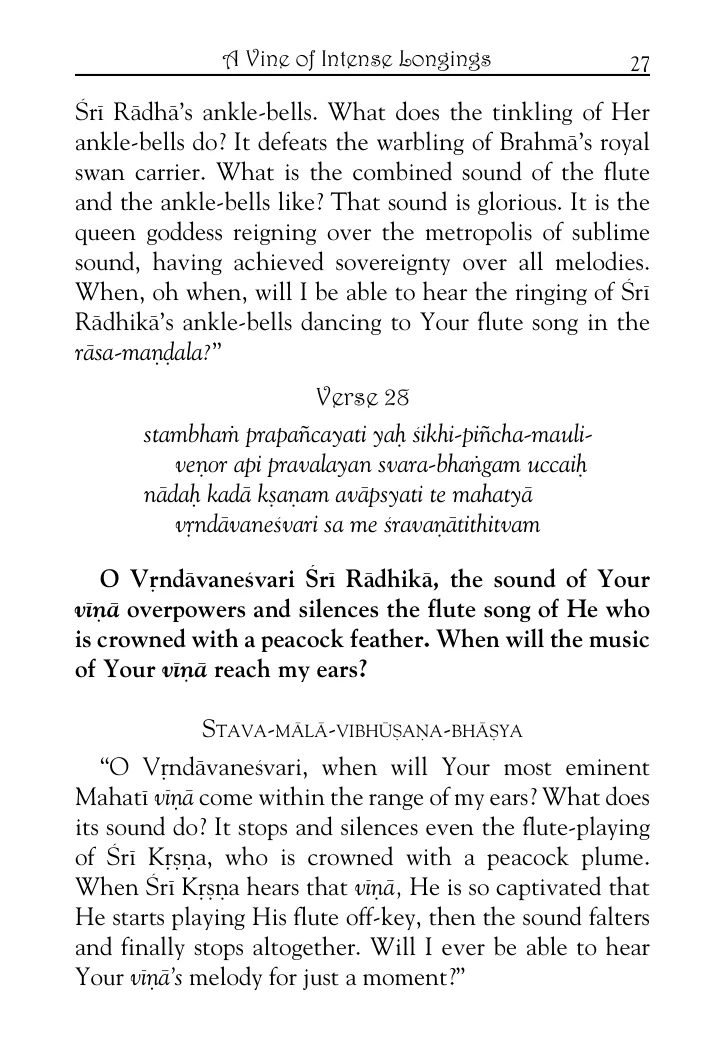 A Vine of Intense Longings 27
Śrī Rādhā’s ankle-bells. What does the tinkling of Her
ankle-bells do? It defeats the warbling of Brahmā’s royal
swan carrier. What is the combined sound of the flute
and the ankle-bells like? That sound is glorious. It is the
queen goddess reigning over the metropolis of sublime
sound, having achieved sovereignty over all melodies.
When, oh when, will I be able to hear the ringing of Śrī
Rādhikā’s ankle-bells dancing to Your flute song in the
rāsa-maṇḍala?”
Verse 28
stambhaṁ prapañcayati yaḥ śikhi-piñcha-mauli-
veṇor api pravalayan svara-bhaṅgam uccaiḥ
nādaḥ kadā kṣaṇam avāpsyati te mahatyā
vṛndāvaneśvari sa me śravaṇātithitvam
O Vṛndāvaneśvari Śrī Rādhikā, the sound of Your
vīṇā overpowers and silences the flute song of He who
is crowned with a peacock feather. When will the music
of Your vīṇā reach my ears?
Stava-mālā-vibhūṣaṇa-bhāṣya
“O Vṛndāvaneśvari, when will Your most eminent
Mahatī vīṇā come within the range of my ears? What does
its sound do? It stops and silences even the flute-playing
of Śrī Kṛṣṇa, who is crowned with a peacock plume.
When Śrī Kṛṣṇa hears that vīṇā, He is so captivated that
He starts playing His flute off-key, then the sound falters
and finally stops altogether. Will I ever be able to hear
Your vīṇā’s melody for just a moment?”